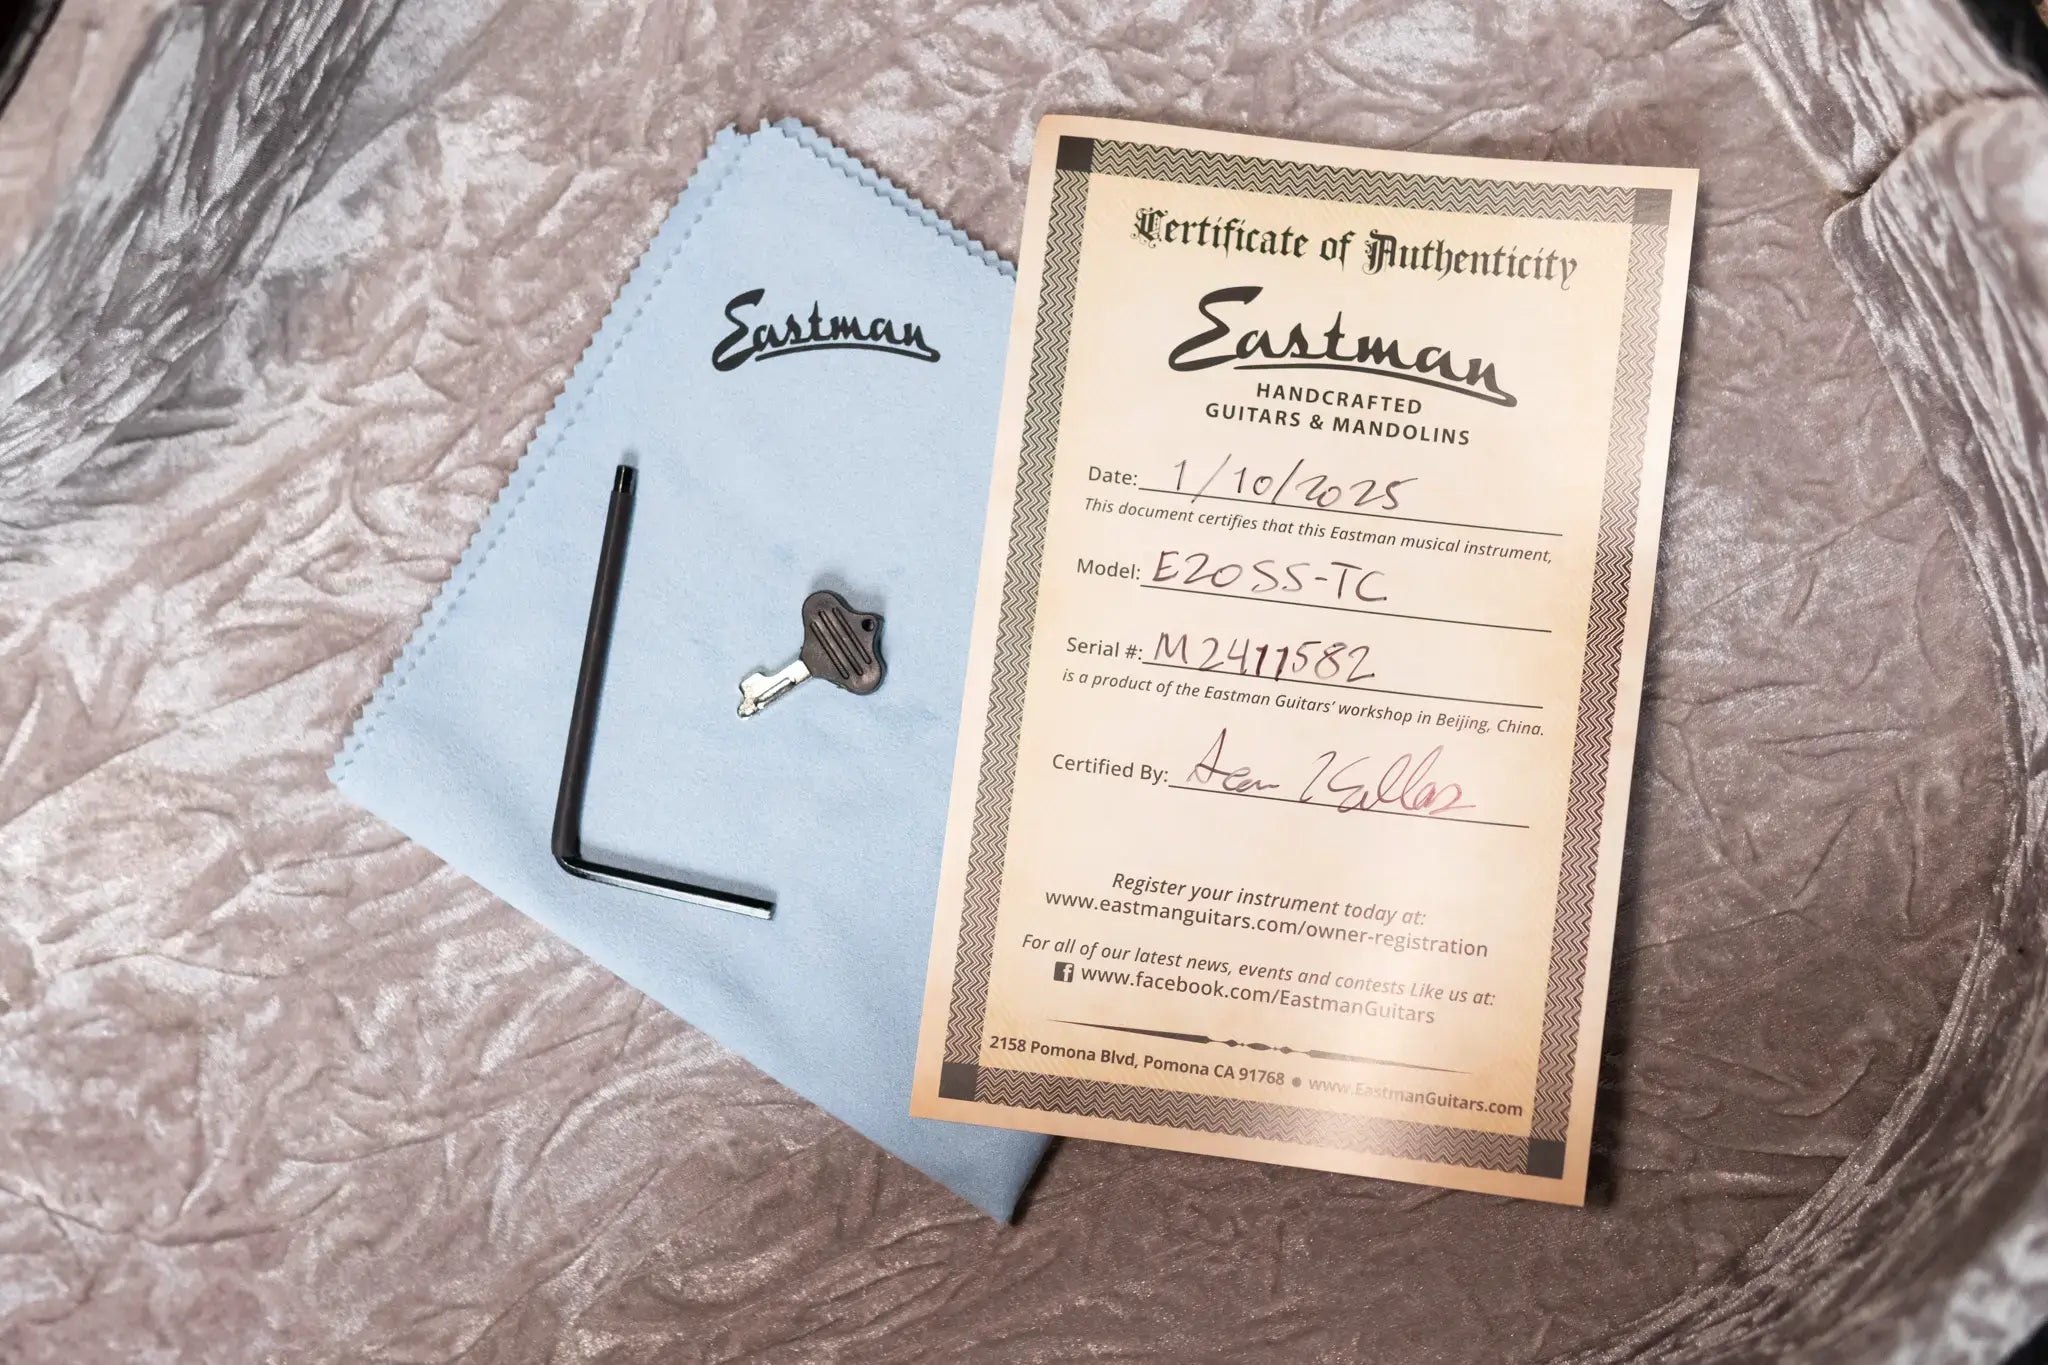 Eastman
Certificate of Authenticity
Eastman
HANDCRAFTED
GUITARS & MANDOLINS
Date: 1/10/2025
This document certifies that this Eastman musical instrument,
Model: E20SS-TC
Serial #: M2411582
is a product of the Eastman Guitars' workshop in Beijing, China.
Certified By:
Register your instrument today at:
www.eastmanguitars.com/owner-registration
For all of our latest news, events and contests Like us at:
f www.facebook.com/EastmanGuitars
2158 Pomona Blvd, Pomona CA 91768 ● www.EastmanGuitars.com